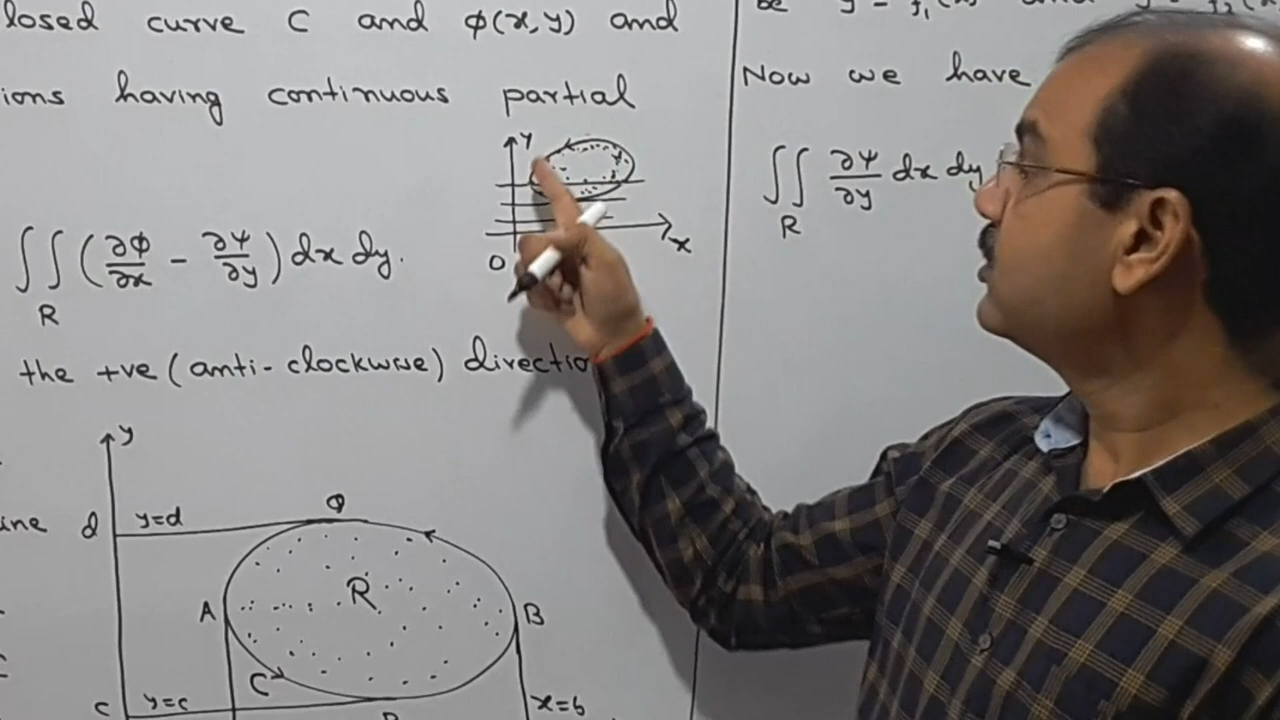 losed curve C and φ(x,y) and
ions having continuous partial
y
x
O
∬_R (∂φ/∂x - ∂ψ/∂y) dx dy.
the +ve (anti-clockwise) directio
y
ine d y=d Q
R
A B
C
c y=c x=b
Now we have
∬_R ∂ψ/∂y dx dy